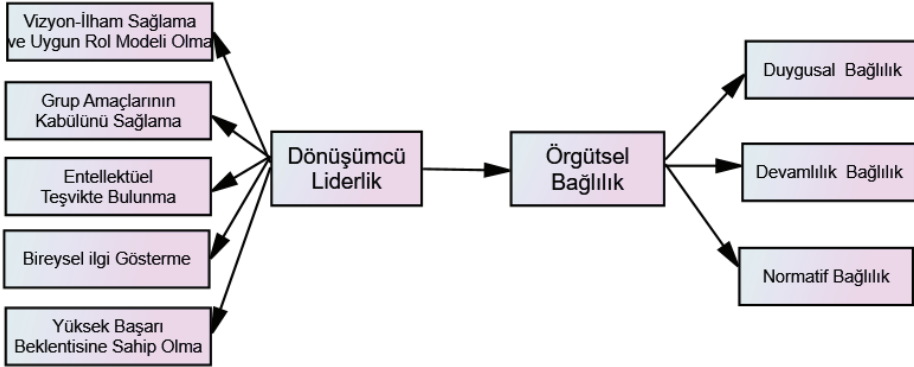 Vizyon-İlham Sağlama
ve Uygun Rol Modeli Olma
Grup Amaçlarının
Kabülünü Sağlama
Entellektüel
Teşvikte Bulunma
Bireysel ilgi Gösterme
Yüksek Başarı
Beklentisine Sahip Olma
Dönüşümcü
Liderlik
Örgütsel
Bağlılık
Duygusal Bağlılık
Devamlılık Bağlılık
Normatif Bağlılık